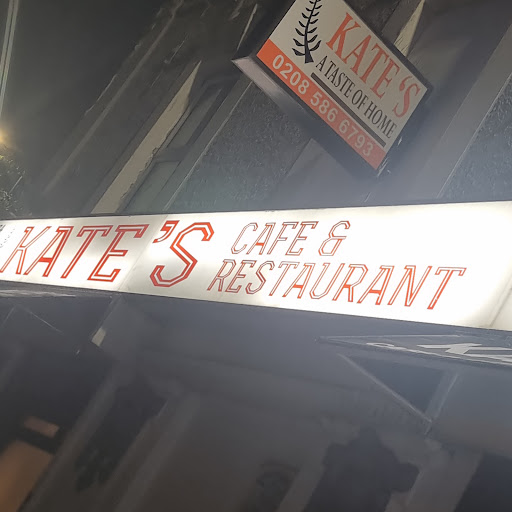 KATE'S
A TASTE OF HOME
0208 586 6793
KATE'S CAFE &
RESTAURANT